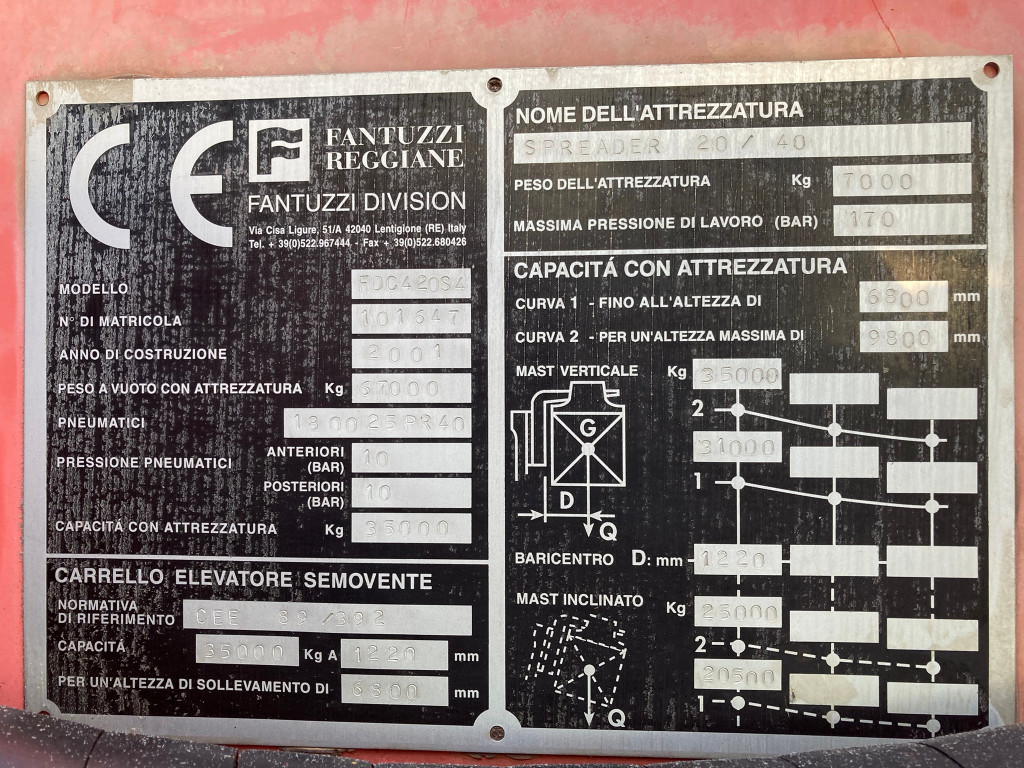 CE
FANTUZZI
REGGIANE
FANTUZZI DIVISION
Via Cisa Ligure, 51/A 42040 Lentigione (RE) Italy
Tel. + 39(0)522.967444 - Fax + 39(0)522.680426
MODELLO FDC420S4
N° DI MATRICOLA 101647
ANNO DI COSTRUZIONE 2001
PESO A VUOTO CON ATTREZZATURA Kg 67000
PNEUMATICI 180025PR40
PRESSIONE PNEUMATICI ANTERIORI (BAR) 10
POSTERIORI (BAR) 10
CAPACITÁ CON ATTREZZATURA Kg 35000
CARRELLO ELEVATORE SEMOVENTE
NORMATIVA DI RIFERIMENTO CEE 89/392
CAPACITÁ 35000 Kg A 1220 mm
PER UN'ALTEZZA DI SOLLEVAMENTO DI 6800 mm
NOME DELL'ATTREZZATURA
SPREADER 20/ 40
PESO DELL'ATTREZZATURA Kg 7000
MASSIMA PRESSIONE DI LAVORO (BAR) 170
CAPACITÁ CON ATTREZZATURA
CURVA 1 - FINO ALL'ALTEZZA DI 6800 mm
CURVA 2 - PER UN'ALTEZZA MASSIMA DI 9800 mm
MAST VERTICALE Kg 35000
2
G
31000
1
D
Q
BARICENTRO D: mm 1220
MAST INCLINATO Kg 25000
2
20500
1
Q